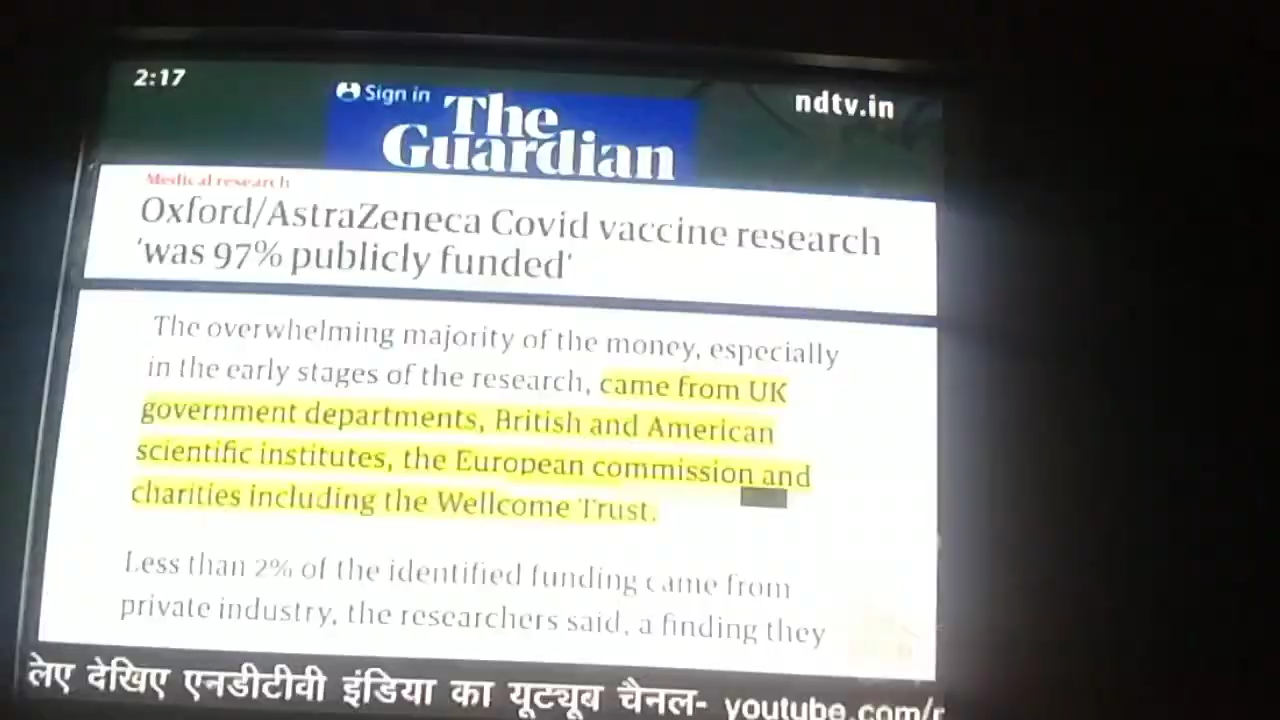 2:17
Sign in
ndtv.in
The
Guardian
Medical research
Oxford/AstraZeneca Covid vaccine research
'was 97% publicly funded'
The overwhelming majority of the money, especially
in the early stages of the research, came from UK
government departments, British and American
scientific institutes, the European commission and
charities including the Wellcome Trust.
Less than 2% of the identified funding came from
private industry, the researchers said, a finding they
लेए देखिए एनडीटीवी इंडिया का यूट्यूब चैनल- youtube.com/